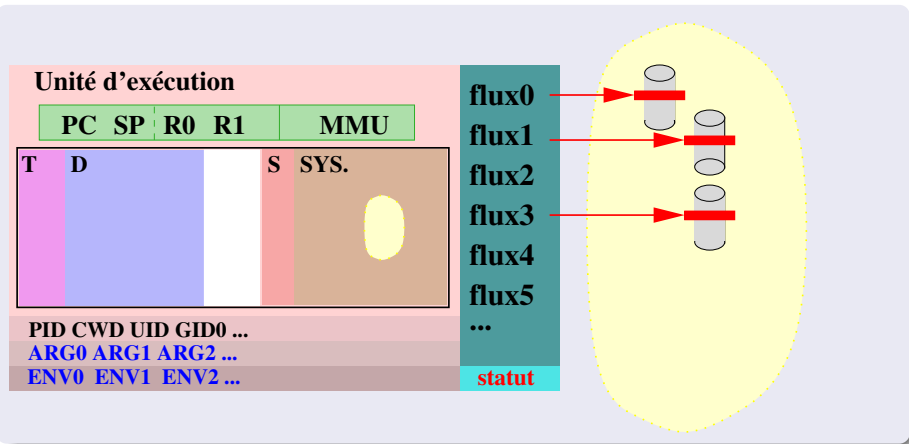 Unité d'exécution
PC SP R0 R1 MMU
T D S SYS.
PID CWD UID GID0 ...
ARG0 ARG1 ARG2 ...
ENV0 ENV1 ENV2 ...
flux0
flux1
flux2
flux3
flux4
flux5
...
statut